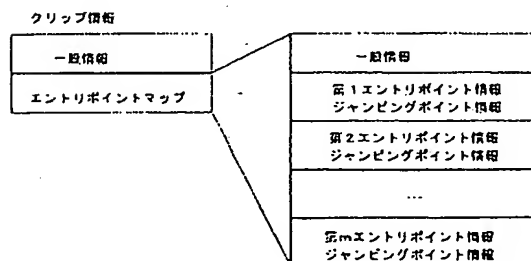 クリップ情報
一般情報
エントリポイントマップ
一般情報
第1エントリポイント情報
ジャンピングポイント情報
第2エントリポイント情報
ジャンピングポイント情報
...
第mエントリポイント情報
ジャンピングポイント情報